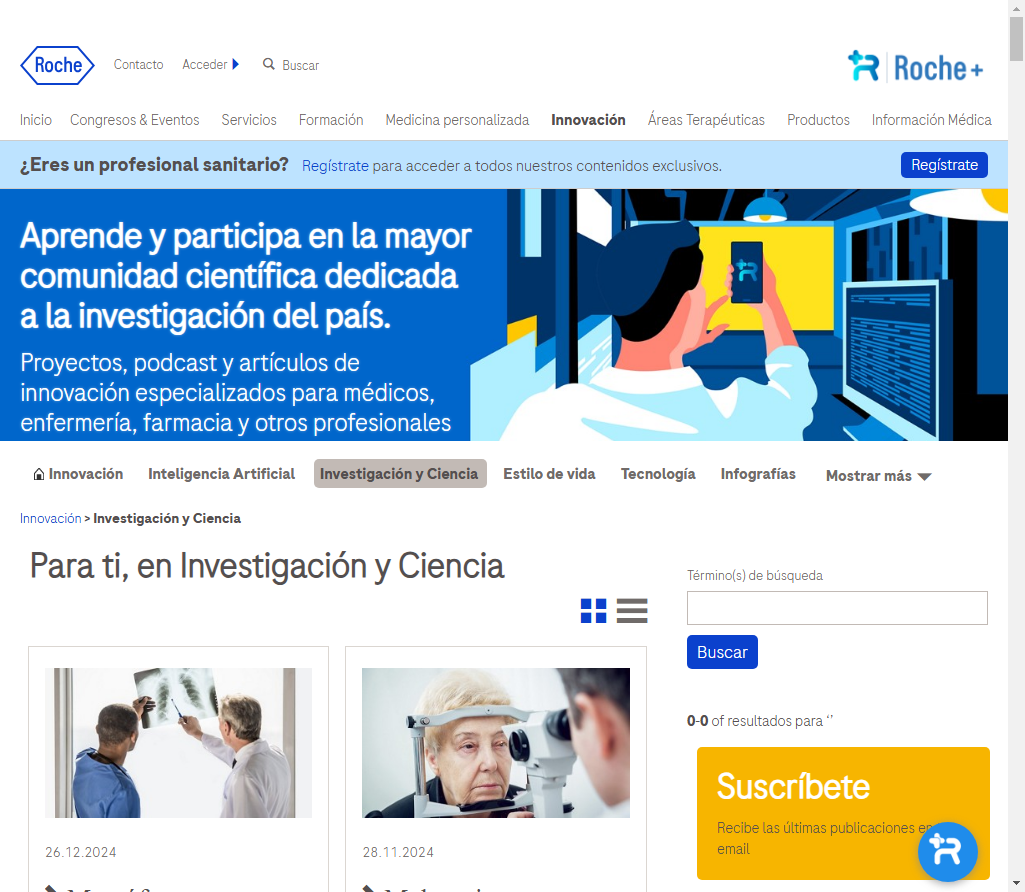 Roche
Contacto
Acceder
Buscar
Roche+
Inicio
Congresos & Eventos
Servicios
Formación
Medicina personalizada
Innovación
Áreas Terapéuticas
Productos
Información Médica
¿Eres un profesional sanitario?
Regístrate para acceder a todos nuestros contenidos exclusivos.
Regístrate
Aprende y participa en la mayor
comunidad científica dedicada
a la investigación del país.
Proyectos, podcast y artículos de
innovación especializados para médicos,
enfermería, farmacia y otros profesionales
Innovación
Inteligencia Artificial
Investigación y Ciencia
Estilo de vida
Tecnología
Infografías
Mostrar más
Innovación > Investigación y Ciencia
Para ti, en Investigación y Ciencia
Término(s) de búsqueda
Buscar
0-0 of resultados para ‘’
Suscríbete
Recibe las últimas publicaciones en
email
26.12.2024
28.11.2024